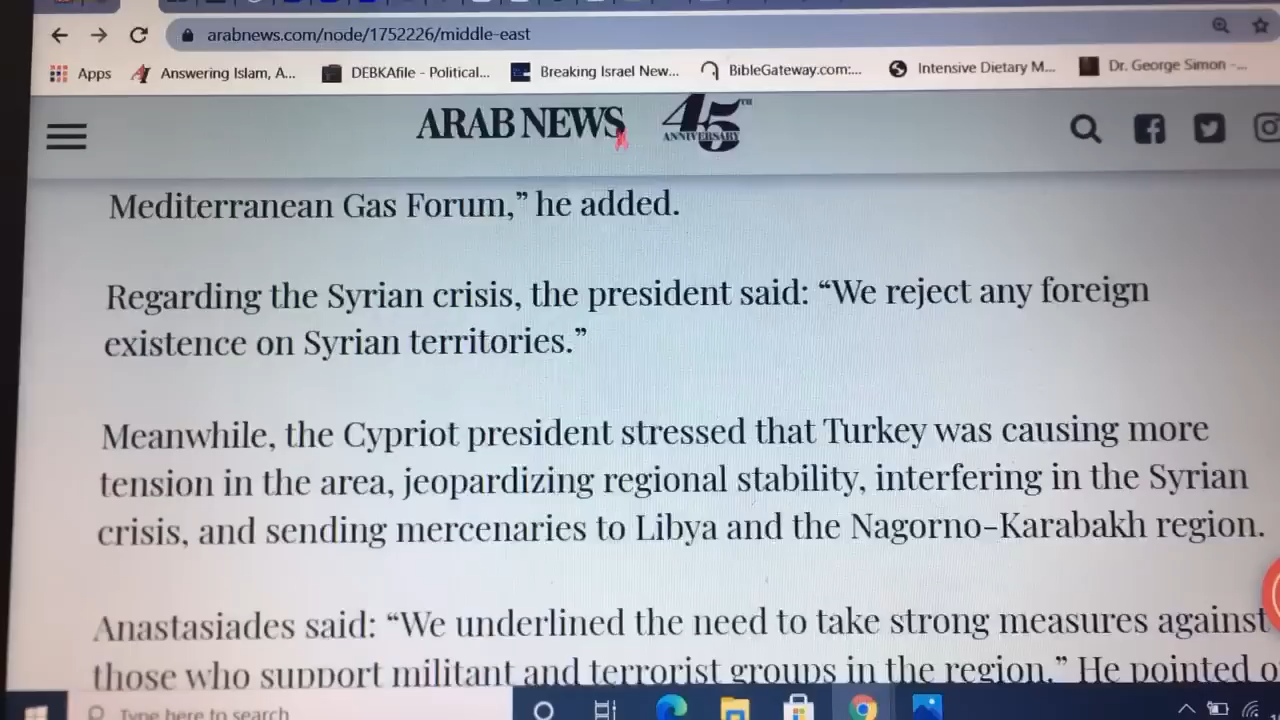 arabnews.com/node/1752226/middle-east
Apps Answering Islam, A... DEBKAfile - Political... Breaking Israel New... BibleGateway.com:... Intensive Dietary M... Dr. George Simon -...
ARAB NEWS 45TH ANNIVERSARY
Mediterranean Gas Forum,” he added.
Regarding the Syrian crisis, the president said: “We reject any foreign
existence on Syrian territories.”
Meanwhile, the Cypriot president stressed that Turkey was causing more
tension in the area, jeopardizing regional stability, interfering in the Syrian
crisis, and sending mercenaries to Libya and the Nagorno-Karabakh region.
Anastasiades said: “We underlined the need to take strong measures against
those who support militant and terrorist groups in the region.” He pointed o
Type here to search